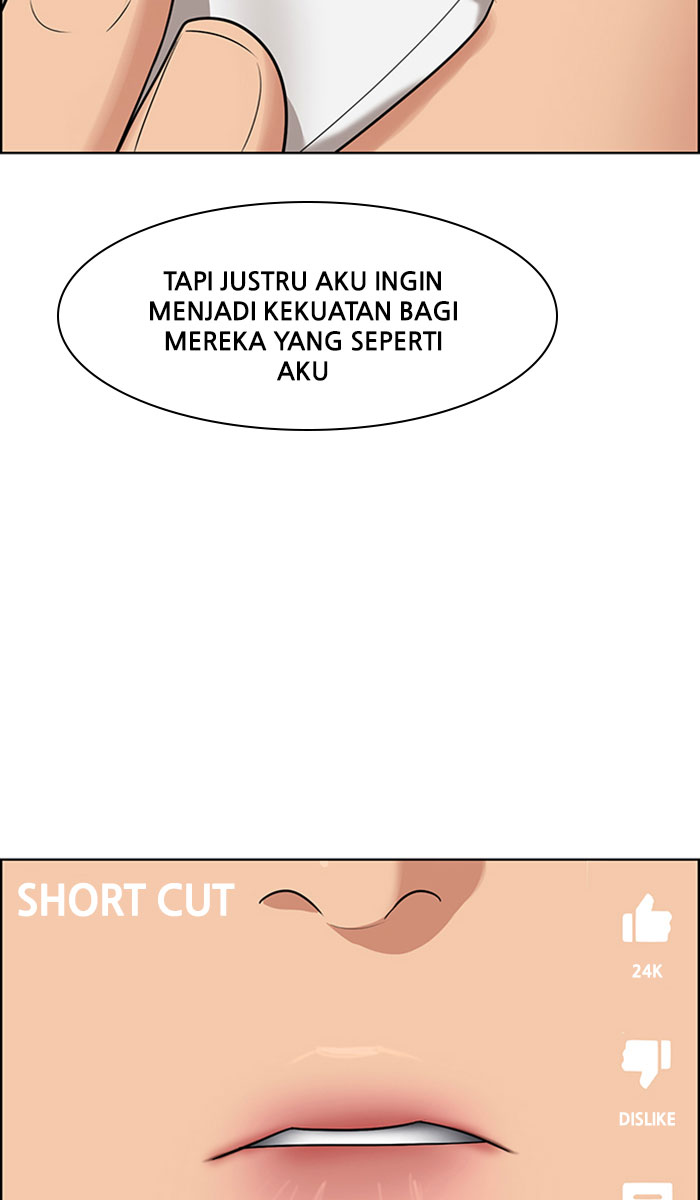 TAPI JUSTRU AKU INGIN
MENJADI KEKUATAN BAGI
MEREKA YANG SEPERTI
AKU
SHORT CUT
24K
DISLIKE